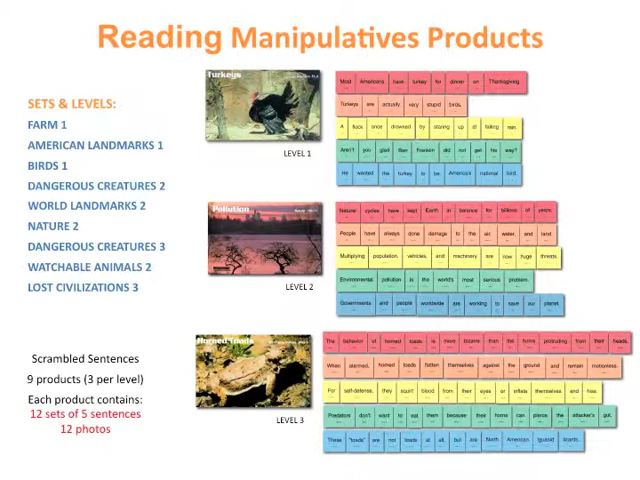 Reading Manipulatives Products
SETS & LEVELS:
FARM 1
AMERICAN LANDMARKS 1
BIRDS 1
DANGEROUS CREATURES 2
WORLD LANDMARKS 2
NATURE 2
DANGEROUS CREATURES 3
WATCHABLE ANIMALS 2
LOST CIVILIZATIONS 3
Scrambled Sentences
9 products (3 per level)
Each product contains:
12 sets of 5 sentences
12 photos
Turkeys
LEVEL 1
Most Americans have turkey for dinner on Thanksgiving.
Turkeys are actually very stupid birds.
A flock once drowned by staring up at falling rain.
Aren't you glad Ben Franklin did not get his way?
He wanted the turkey to be America's national bird.
Pollution
LEVEL 2
Natural cycles have kept Earth in balance for billions of years.
People have always done damage to the air, water, and land.
Multiplying population, vehicles, and machinery are now huge threats.
Environmental pollution is the world's most serious problem.
Governments and people worldwide are working to save our planet.
Horned Toads
LEVEL 3
The behavior of horned toads is more bizarre than the horns protruding from their heads.
When alarmed, horned toads flatten themselves against the ground and remain motionless.
For self-defense, they squirt blood from their eyes or inflate themselves and hiss.
Predators don't want to eat them because their horns can pierce the attacker's gut.
These "toads" are not toads at all, but North American iguanid lizards.